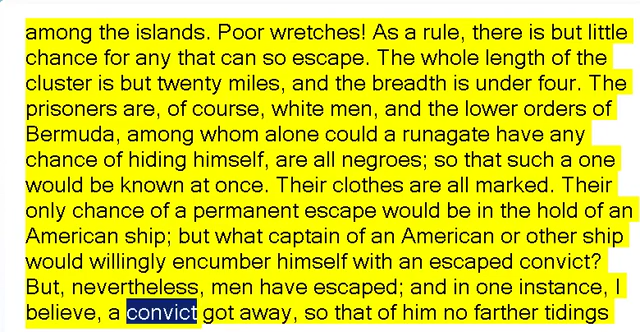 among the islands. Poor wretches! As a rule, there is but little
chance for any that can so escape. The whole length of the
cluster is but twenty miles, and the breadth is under four. The
prisoners are, of course, white men, and the lower orders of
Bermuda, among whom alone could a runagate have any
chance of hiding himself, are all negroes; so that such a one
would be known at once. Their clothes are all marked. Their
only chance of a permanent escape would be in the hold of an
American ship; but what captain of an American or other ship
would willingly encumber himself with an escaped convict?
But, nevertheless, men have escaped; and in one instance, I
believe, a convict got away, so that of him no farther tidings